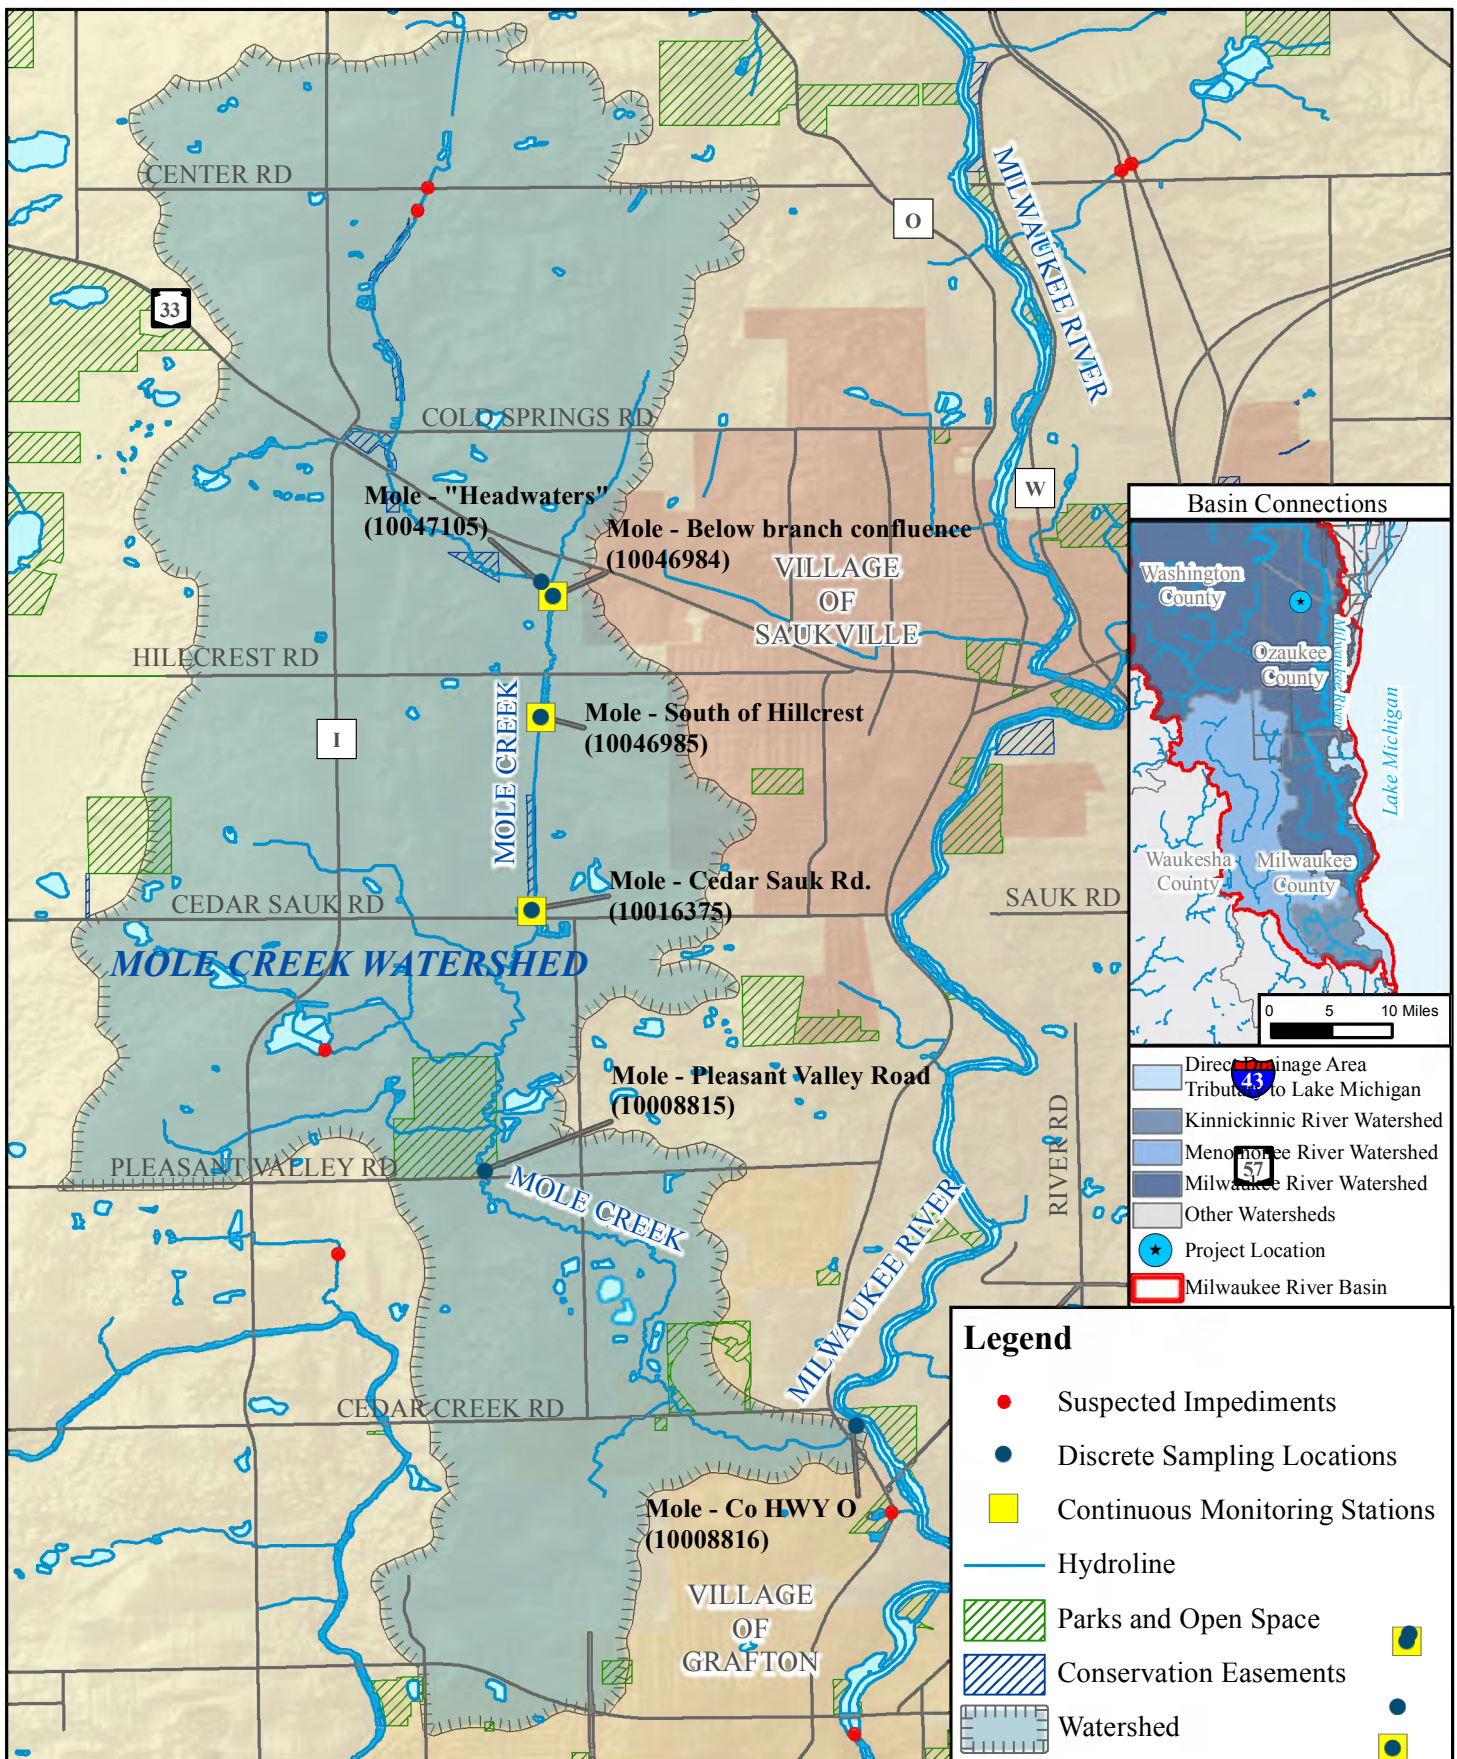 CENTER RD
O
MILWAUKEE RIVER
33
COLD SPRINGS RD
W
Mole - "Headwaters"
(10047105)
Mole - Below branch confluence
(10046984)
VILLAGE
OF
SAUKVILLE
HILLCREST RD
MOLE CREEK
Mole - South of Hillcrest
(10046985)
I
Mole - Cedar Sauk Rd.
(10016375)
CEDAR SAUK RD
SAUK RD
MOLE CREEK WATERSHED
Mole - Pleasant Valley Road
(10008815)
PLEASANT VALLEY RD
MOLE CREEK
RIVER RD
MILWAUKEE RIVER
CEDAR CREEK RD
Mole - Co HWY O
(10008816)
VILLAGE
OF
GRAFTON
Basin Connections
Washington
County
Ozaukee
County
Milwaukee River
Lake Michigan
Waukesha
County
Milwaukee
County
0 5 10 Miles
Direct Drainage Area
Tributary to Lake Michigan
43
Kinnickinnic River Watershed
Menomonee River Watershed
57
Milwaukee River Watershed
Other Watersheds
Project Location
Milwaukee River Basin
Legend
Suspected Impediments
Discrete Sampling Locations
Continuous Monitoring Stations
Hydroline
Parks and Open Space
Conservation Easements
Watershed